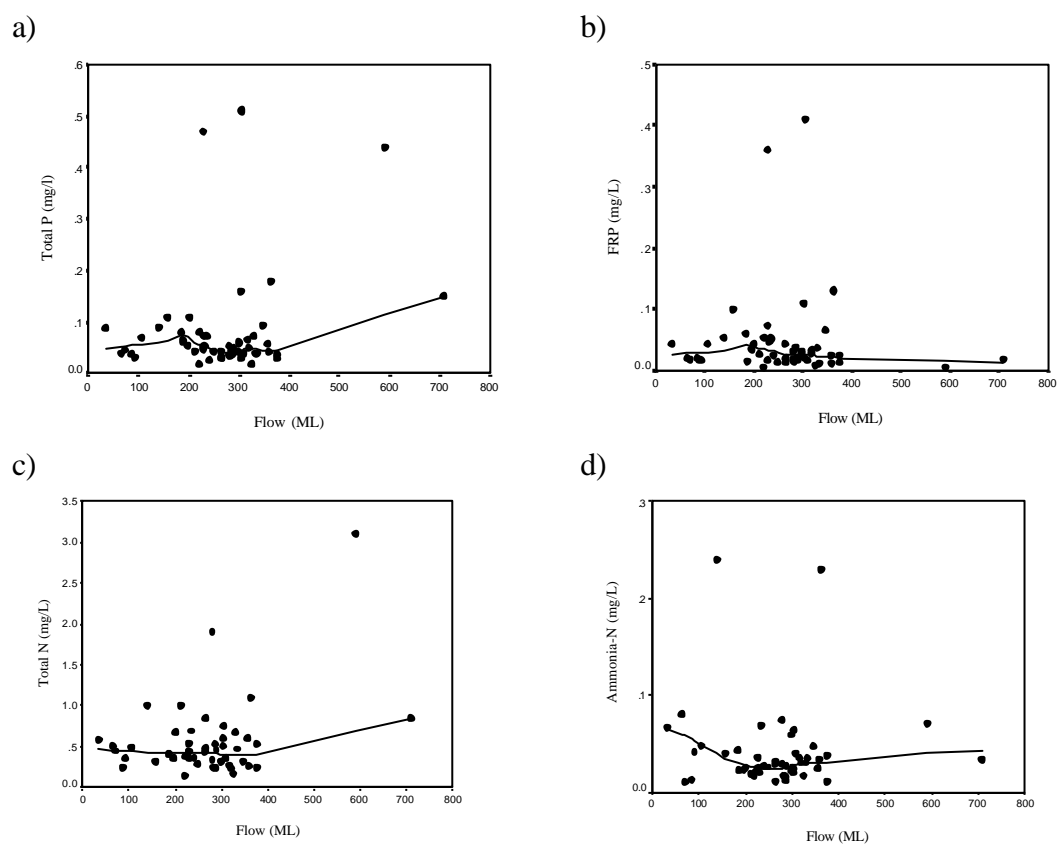 a)
b)
.6
.5
.4
.3
.2
.1
0.0
Total P (mg/l)
0 100 200 300 400 500 600 700 800
Flow (ML)
.5
.4
.3
.2
.1
0.0
FRP (mg/L)
0 100 200 300 400 500 600 700 800
Flow (ML)
c)
d)
3.5
3.0
2.5
2.0
1.5
1.0
.5
0.0
Total N (mg/L)
0 100 200 300 400 500 600 700 800
Flow (ML)
.3
.2
.1
0.0
Ammonia-N (mg/L)
0 100 200 300 400 500 600 700 800
Flow (ML)